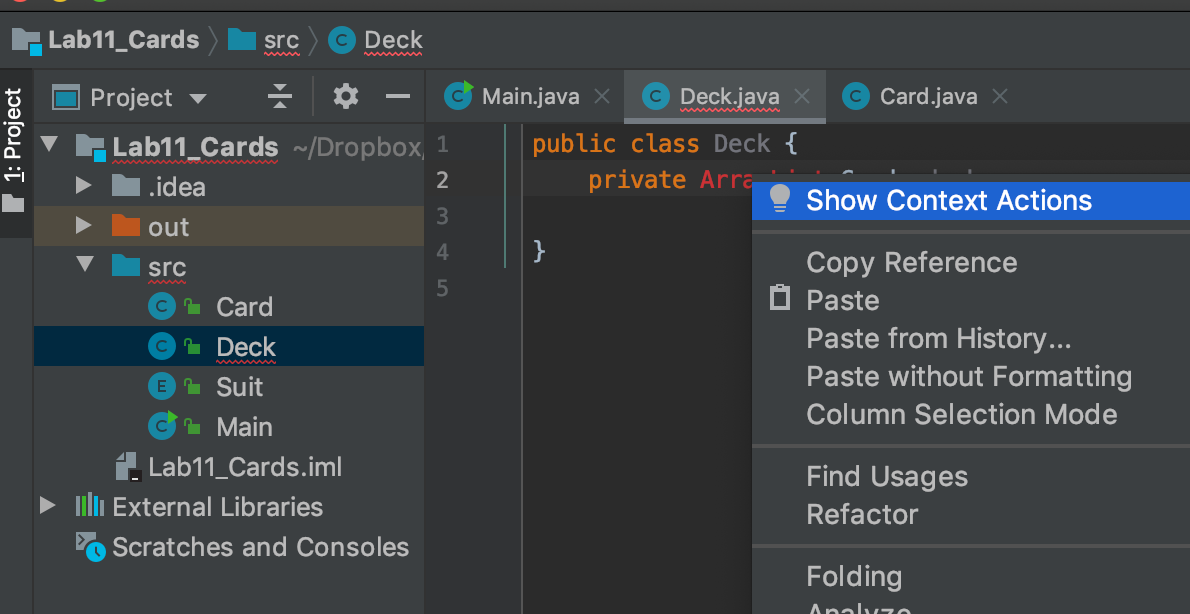 Lab11_Cards src Deck
1: Project
Project
Main.java Deck.java Card.java
Lab11_Cards ~/Dropbox/
.idea
out
src
Card
Deck
Suit
Main
Lab11_Cards.iml
External Libraries
Scratches and Consoles
1 public class Deck {
2 private
3
4 }
5
Show Context Actions
Copy Reference
Paste
Paste from History...
Paste without Formatting
Column Selection Mode
Find Usages
Refactor
Folding
Analyze